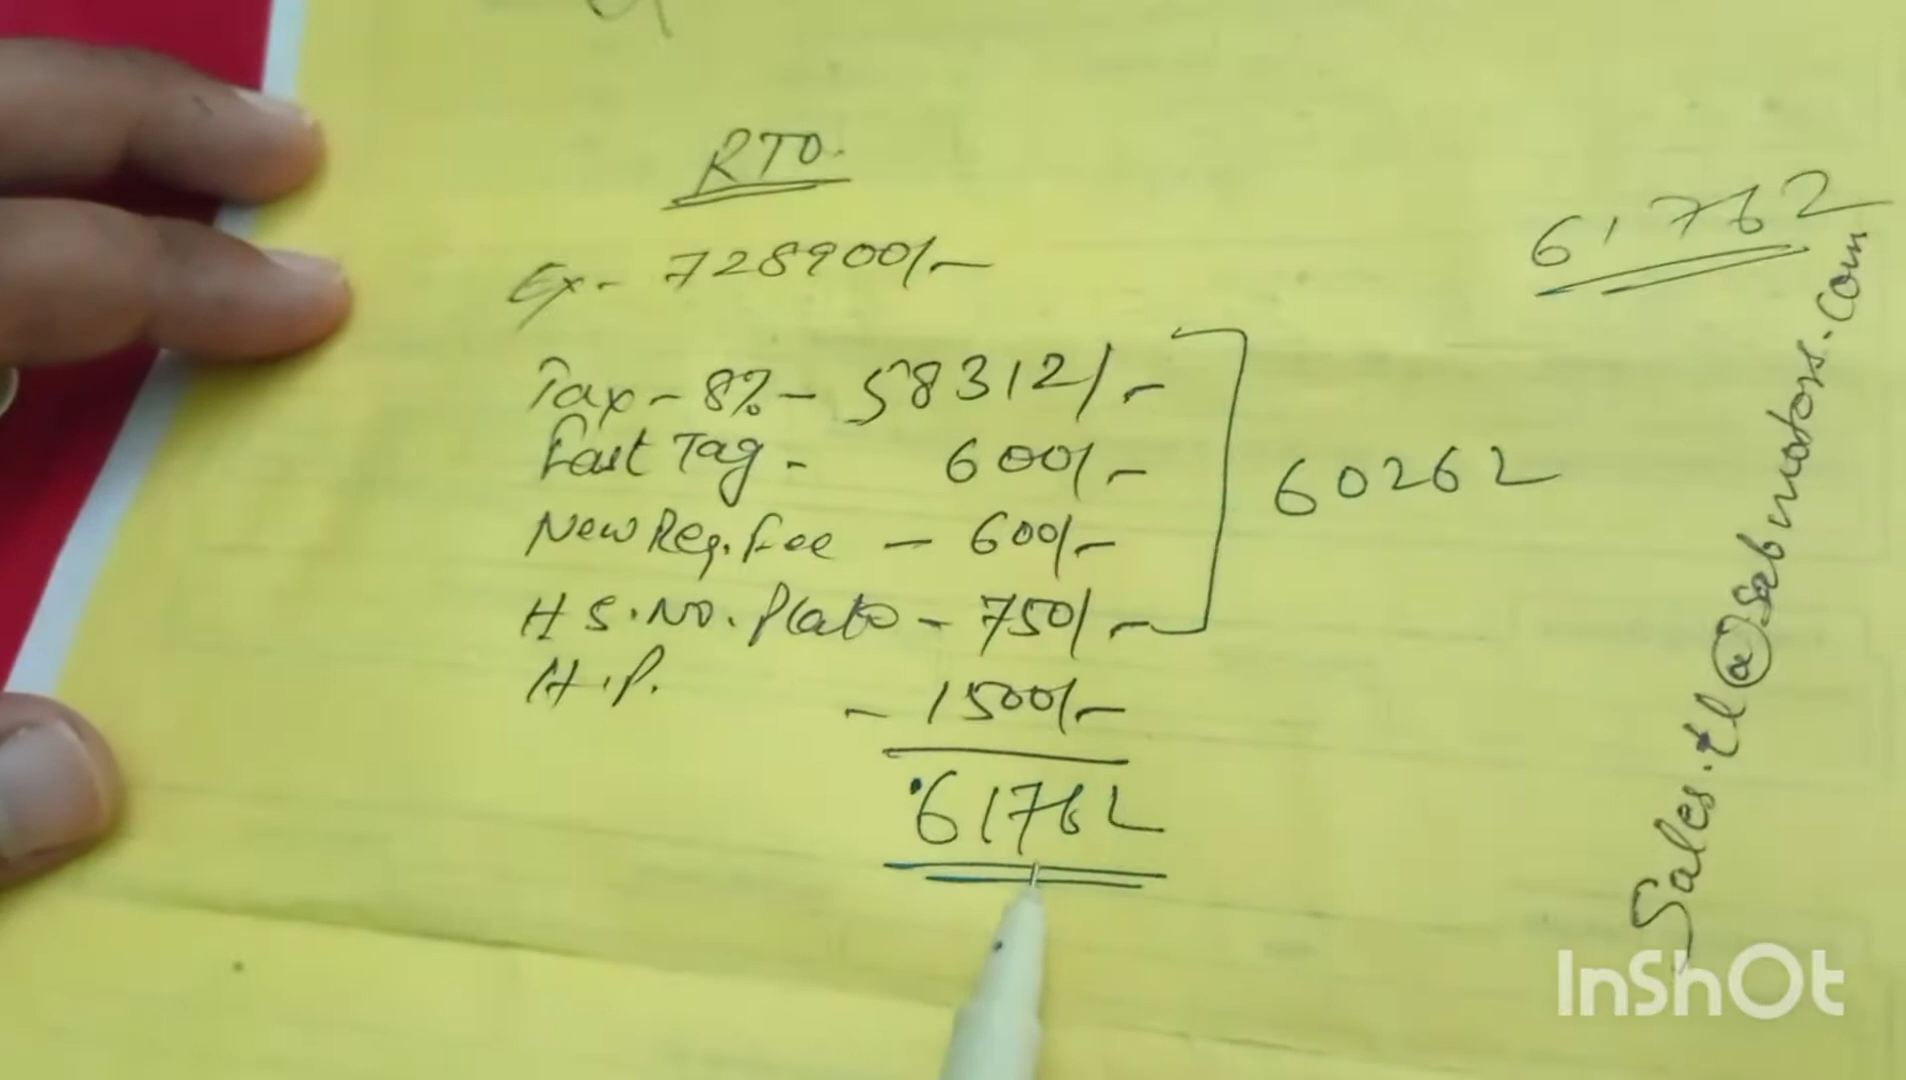 RTO.
61762
Ex - 728900/-
Tax - 8% - 58312/-
Fast Tag - 600/-
60262
New Reg. fee - 600/-
H S. No. Plate - 750/-
H.P. - 1500/-
61762
Sales.tl@sabmotors.com
InShOt